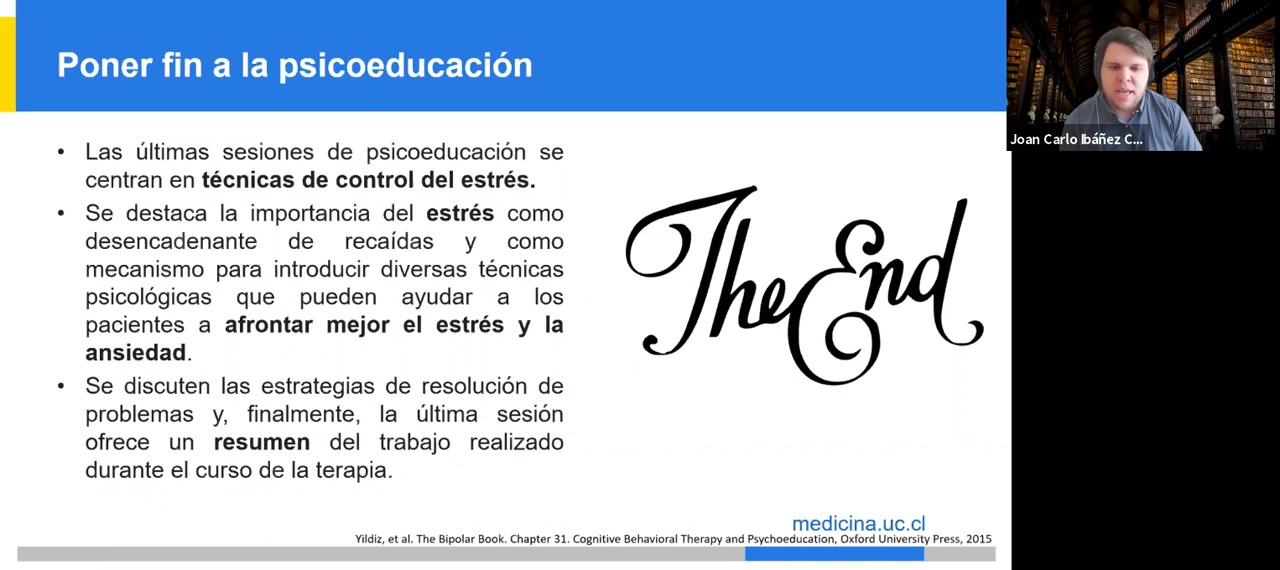 Poner fin a la psicoeducación
• Las últimas sesiones de psicoeducación se
centran en técnicas de control del estrés.
• Se destaca la importancia del estrés como
desencadenante de recaídas y como
mecanismo para introducir diversas técnicas
psicológicas que pueden ayudar a los
pacientes a afrontar mejor el estrés y la
ansiedad.
• Se discuten las estrategias de resolución de
problemas y, finalmente, la última sesión
ofrece un resumen del trabajo realizado
durante el curso de la terapia.
The End
medicina.uc.cl
Yildiz, et al. The Bipolar Book. Chapter 31. Cognitive Behavioral Therapy and Psychoeducation, Oxford University Press, 2015
Joan Carlo Ibáñez C...